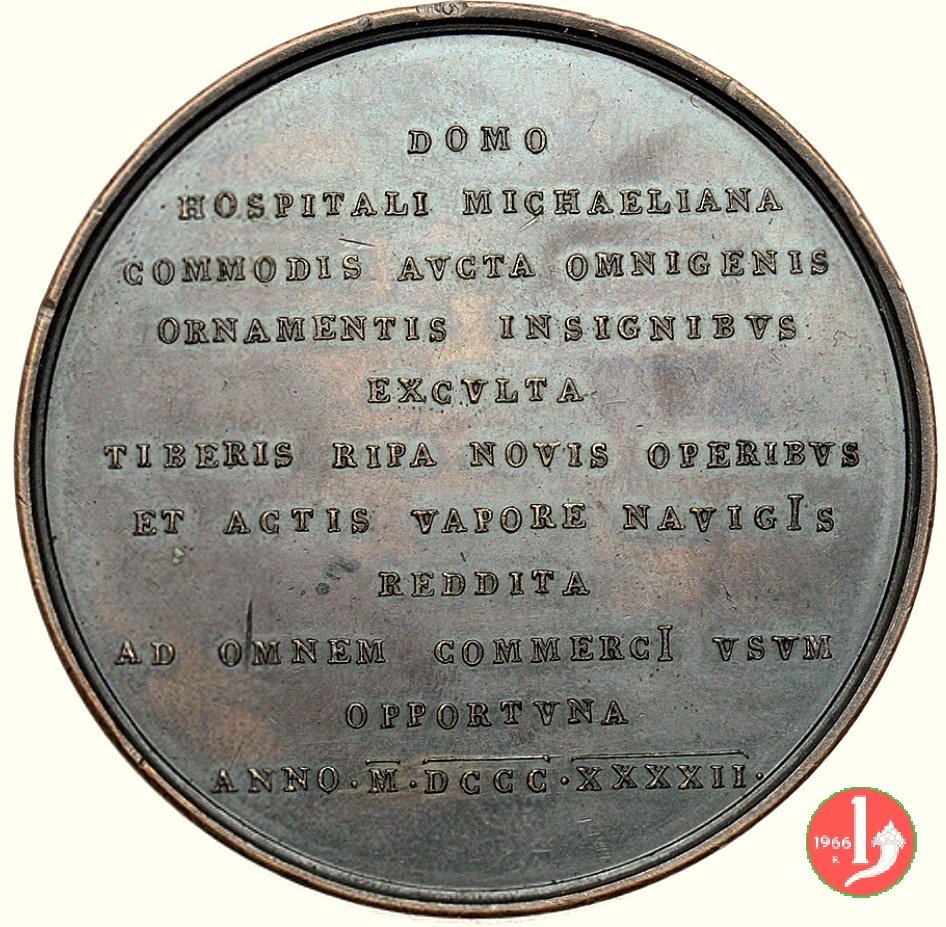 DOMO
HOSPITALI MICHAELIANA
COMMODIS AVCTA OMNIGENIS
ORNAMENTIS INSIGNIBVS
EXCVLTA
TIBERIS RIPA NOVIS OPERIBVS
ET ACTIS VAPORE NAVIGIS
REDDITA
AD OMNEM COMMERCI VSVM
OPPORTVNA
ANNO·M·DCCC·XXXXII·
1966
R.